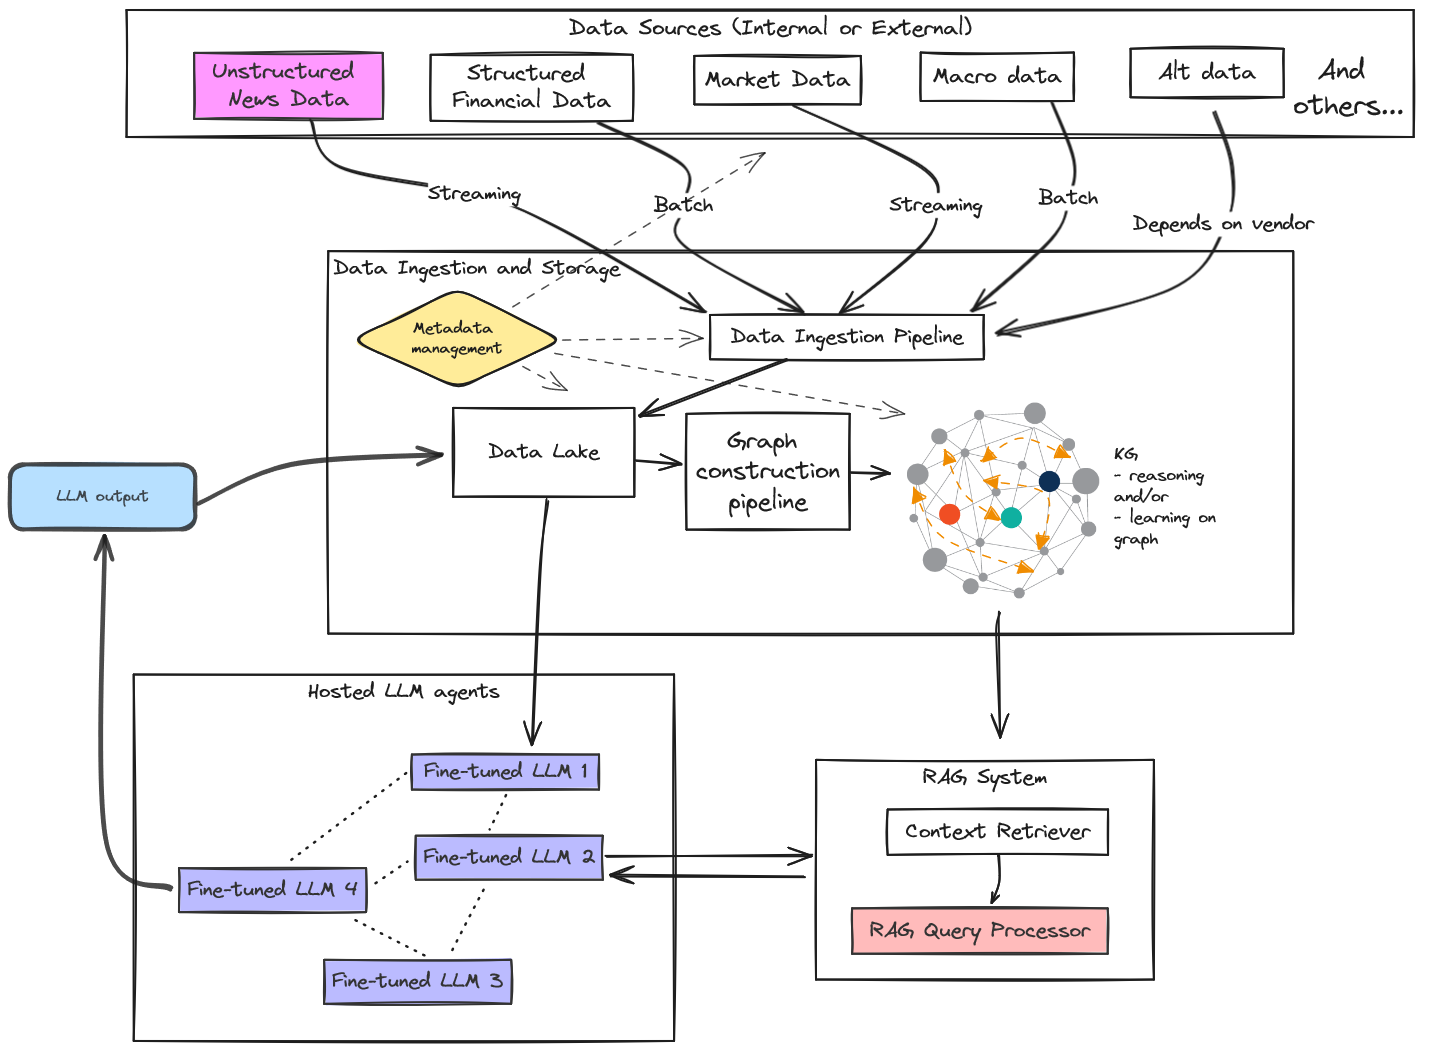 Data Sources (Internal or External)
Unstructured
News Data
Structured
Financial Data
Market Data
Macro data
Alt data
And
others...
Streaming
Batch
Streaming
Batch
Depends on vendor
Data Ingestion and Storage
Metadata
management
Data Ingestion Pipeline
Data Lake
Graph
construction
pipeline
KG
- reasoning
and/or
- learning on
graph
LLM output
Hosted LLM agents
Fine-tuned LLM 1
Fine-tuned LLM 2
Fine-tuned LLM 4
Fine-tuned LLM 3
RAG System
Context Retriever
RAG Query Processor